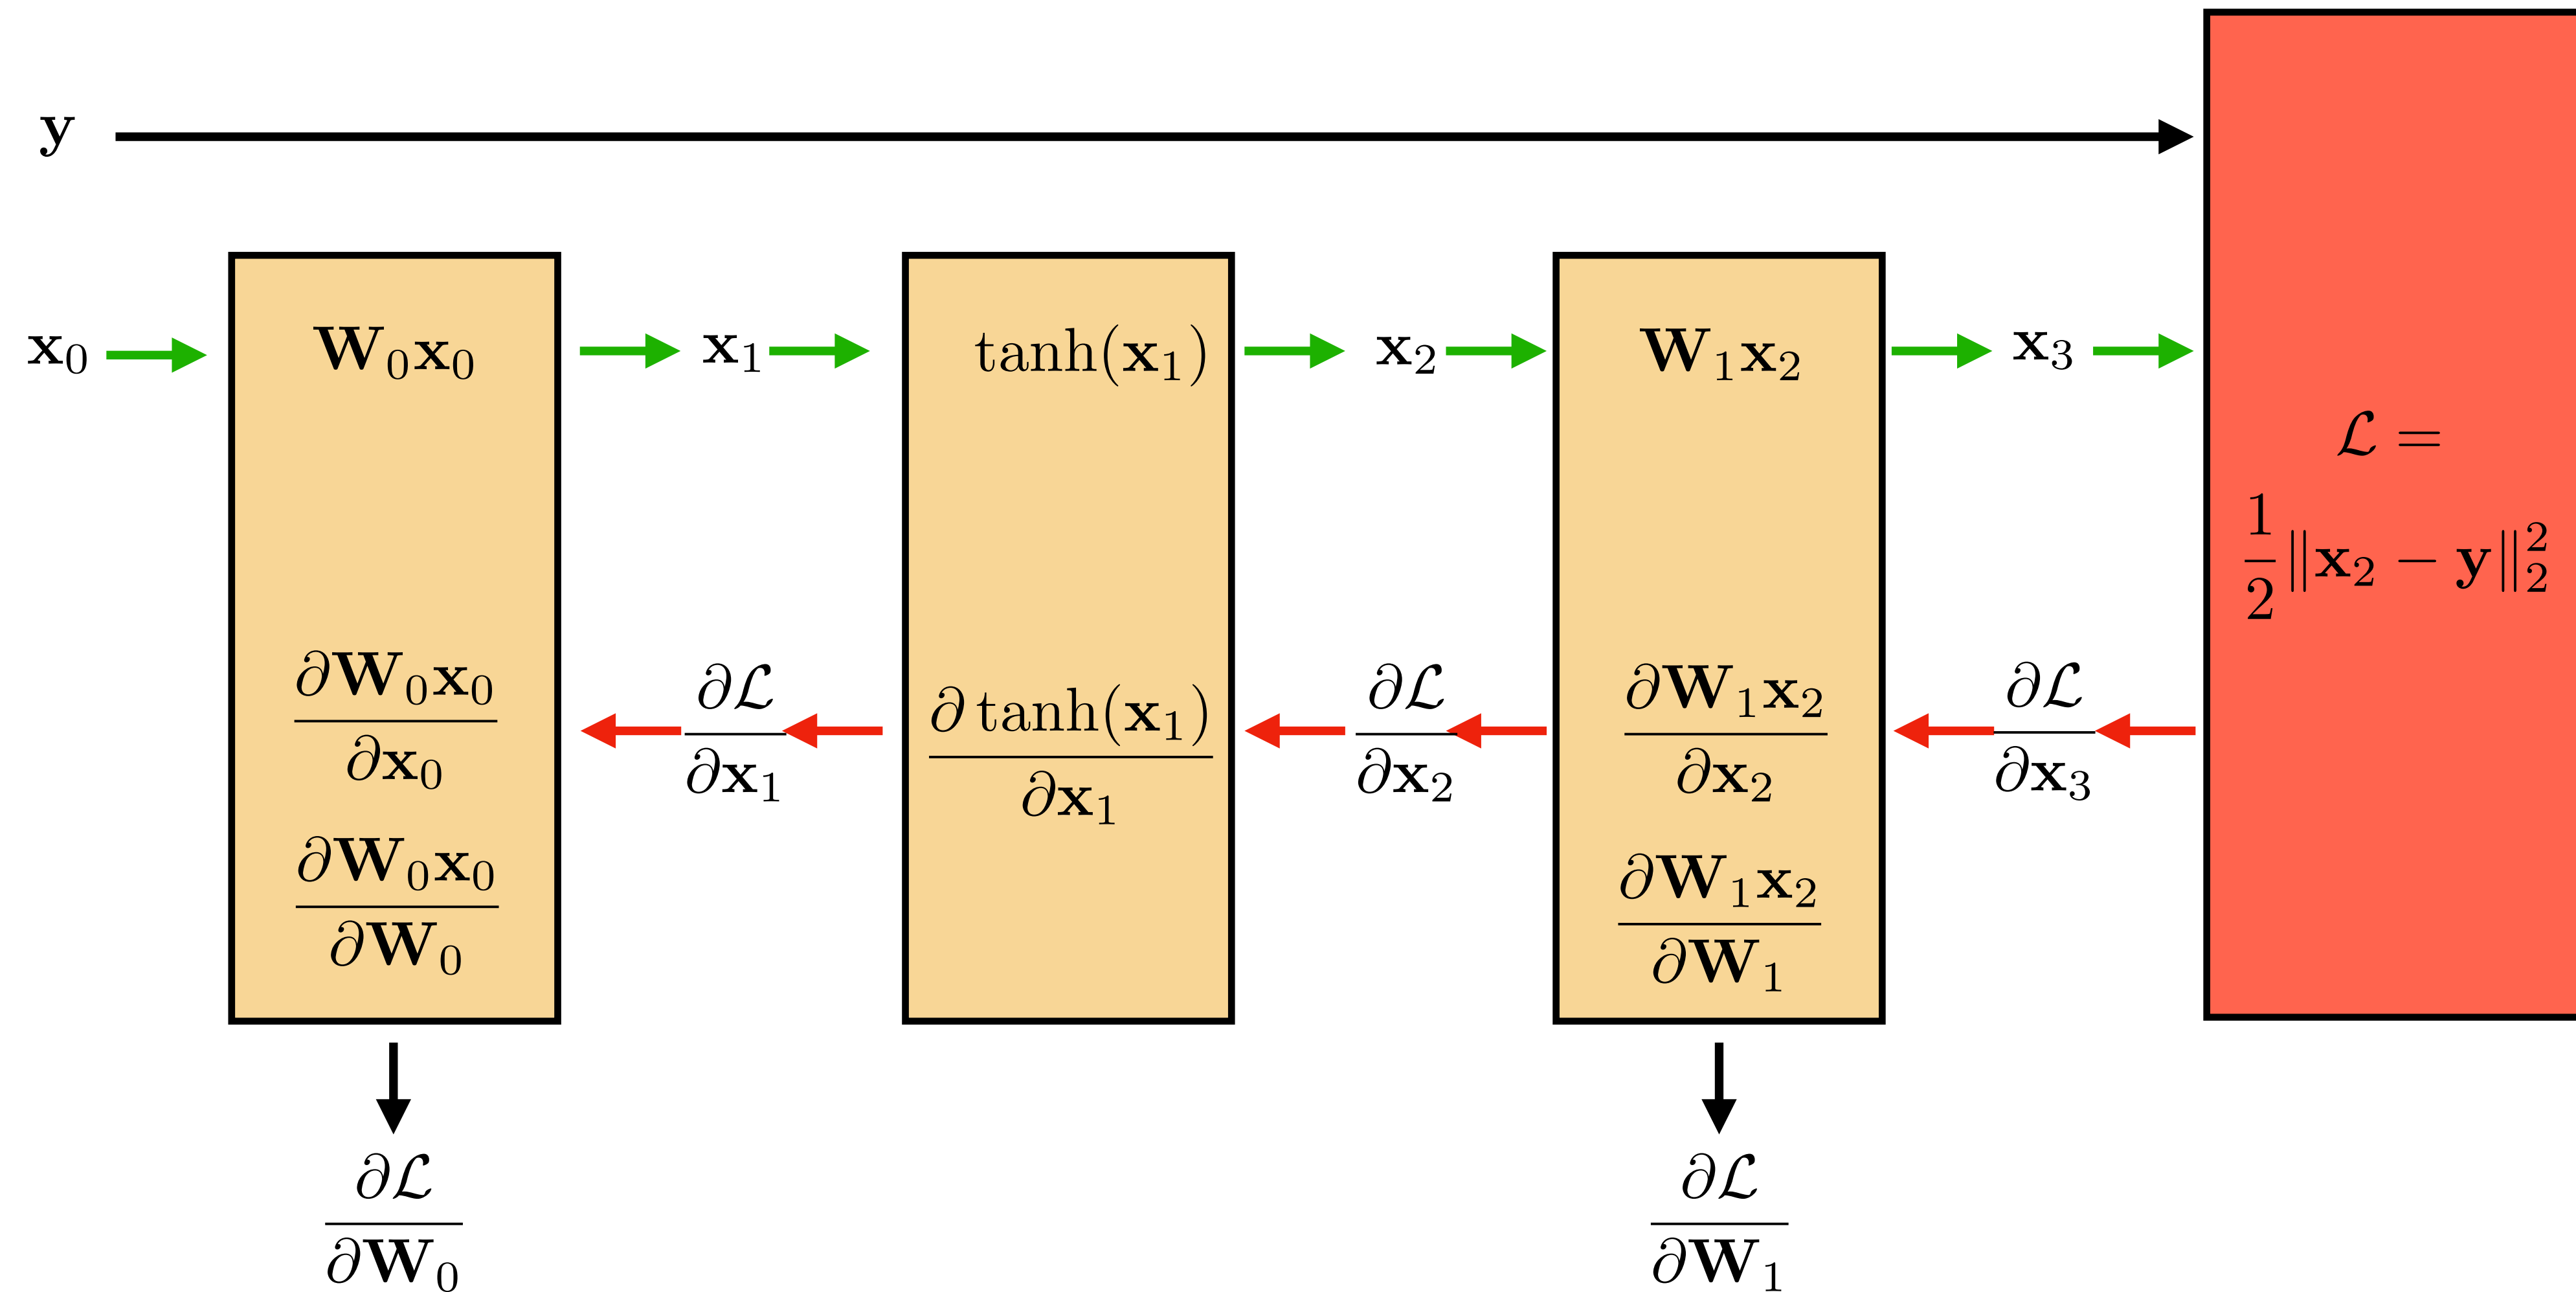 y
x₀
W₀x₀
x₁
tanh(x₁)
x₂
W₁x₂
x₃
ℒ =
1/2 ‖x₂ − y‖₂²
∂W₀x₀/∂x₀
∂ℒ/∂x₁
∂tanh(x₁)/∂x₁
∂ℒ/∂x₂
∂W₁x₂/∂x₂
∂ℒ/∂x₃
∂W₀x₀/∂W₀
∂W₁x₂/∂W₁
∂ℒ/∂W₀
∂ℒ/∂W₁